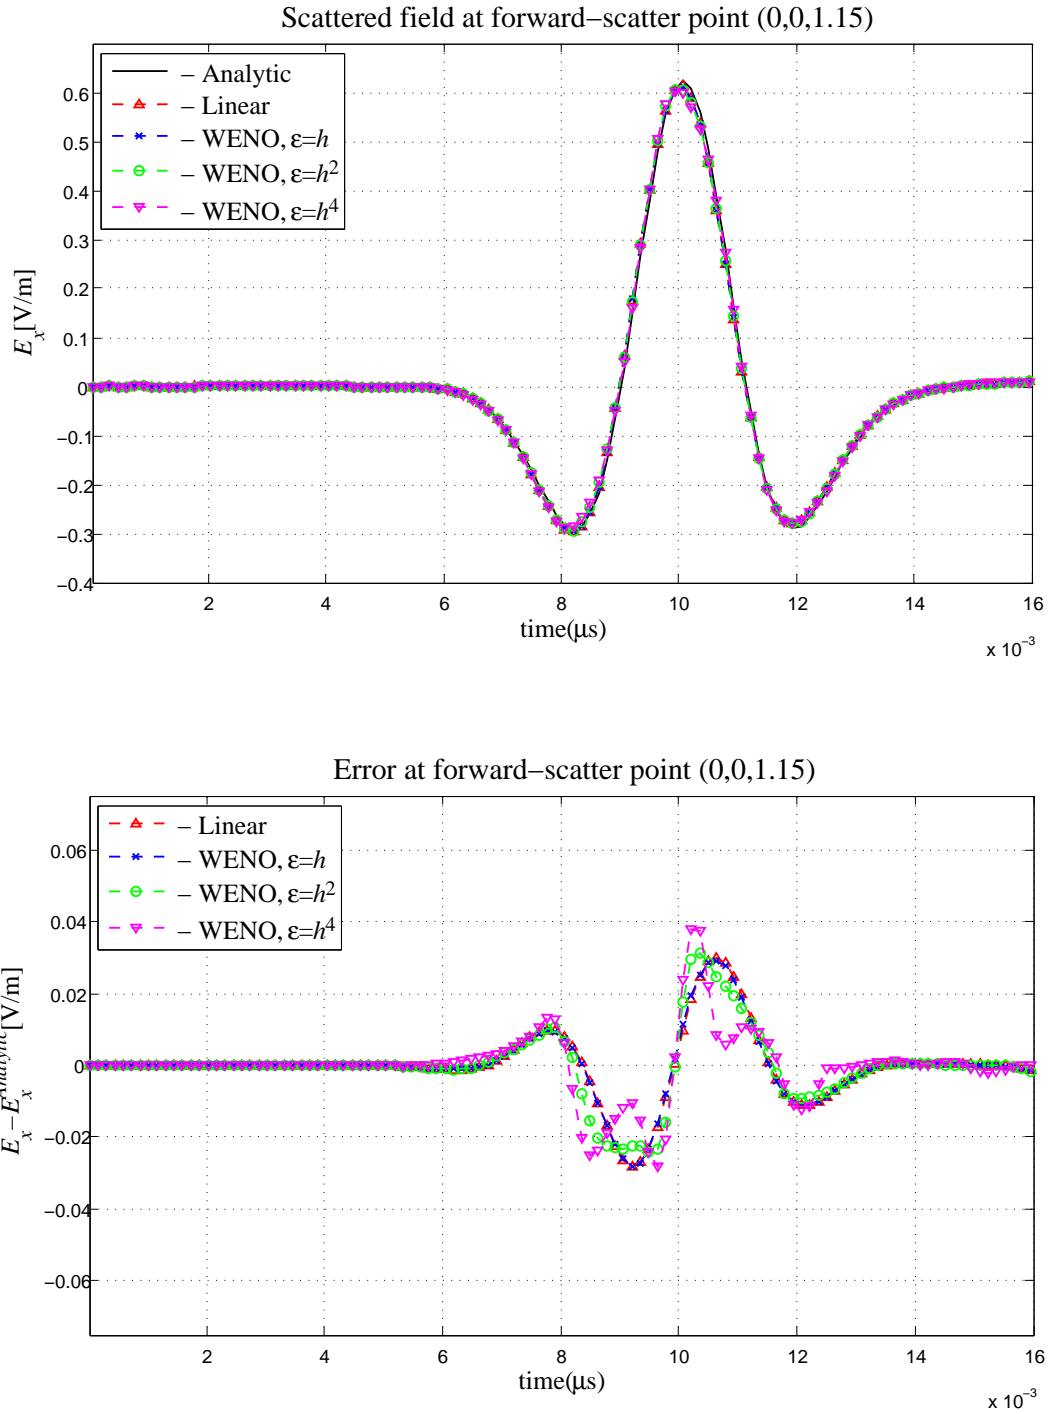 Scattered field at forward–scatter point (0,0,1.15)
– Analytic
– Linear
– WENO, ε=h
– WENO, ε=h²
– WENO, ε=h⁴
E_x[V/m]
0.6
0.5
0.4
0.3
0.2
0.1
0
−0.1
−0.2
−0.3
−0.4
2 4 6 8 10 12 14 16
time(μs)
x 10⁻³
Error at forward–scatter point (0,0,1.15)
– Linear
– WENO, ε=h
– WENO, ε=h²
– WENO, ε=h⁴
E_x−E_x^Analytic[V/m]
0.06
0.04
0.02
0
−0.02
−0.04
−0.06
2 4 6 8 10 12 14 16
time(μs)
x 10⁻³